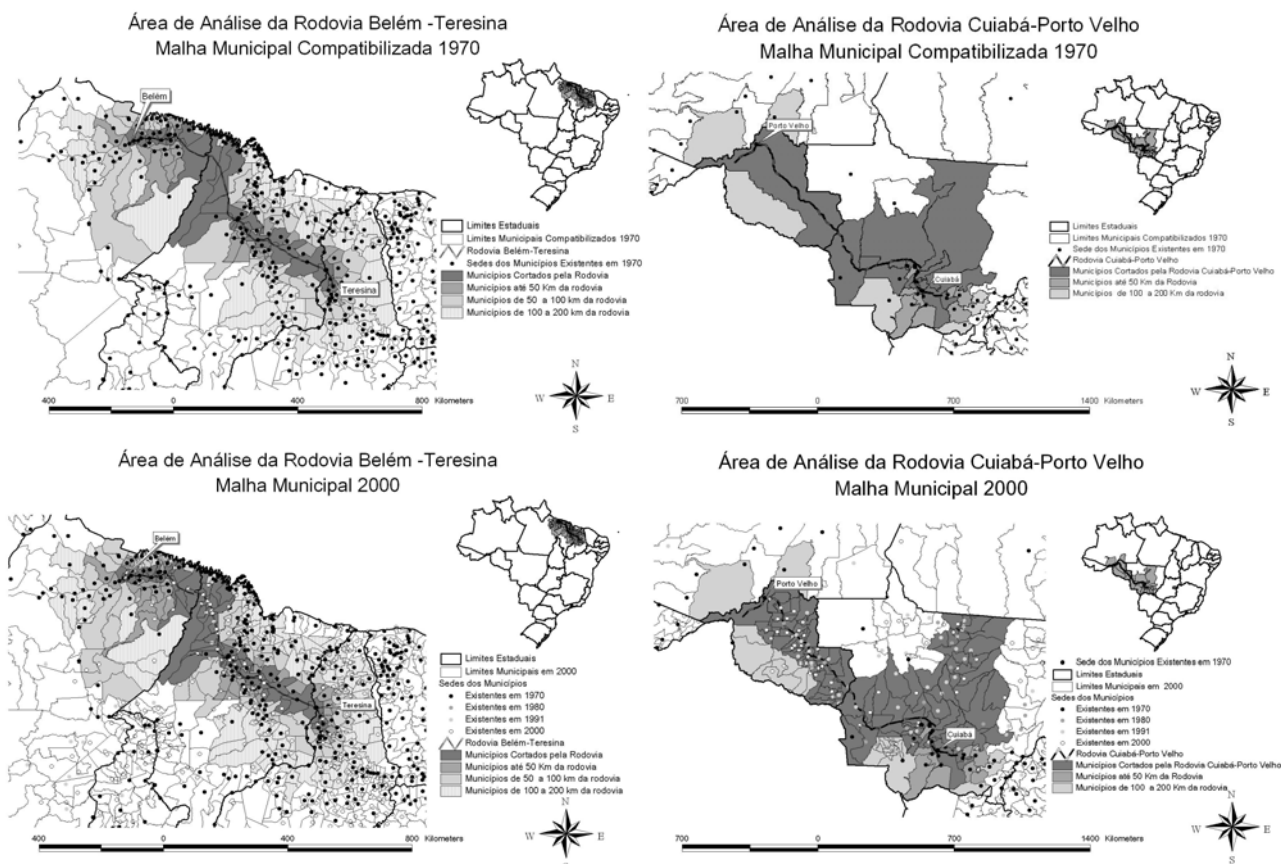 Área de Análise da Rodovia Belém -Teresina
Malha Municipal Compatibilizada 1970
Belém
Teresina
Limites Estaduais
Limites Municipais Compatibilizados 1970
Rodovia Belém-Teresina
Sedes dos Municípios Existentes em 1970
Municípios Cortados pela Rodovia
Municípios até 50 Km da rodovia
Municípios de 50 a 100 km da rodovia
Municípios de 100 a 200 km da rodovia
N
W E
S
400 0 400 800 Kilometers
Área de Análise da Rodovia Cuiabá-Porto Velho
Malha Municipal Compatibilizada 1970
Porto Velho
Cuiabá
Limites Estaduais
Limites Municipais Compatibilizados 1970
Sede dos Municípios Existentes em 1970
Rodovia Cuiabá-Porto Velho
Municípios Cortados pela Rodovia Cuiabá-Porto Velho
Municípios até 50 Km da Rodovia
Municípios de 100 a 200 Km da rodovia
N
W E
S
700 0 700 1400 Kilometers
Área de Análise da Rodovia Belém -Teresina
Malha Municipal 2000
Belém
Teresina
Limites Estaduais
Limites Municipais em 2000
Sedes dos Municípios
Existentes em 1970
Existentes em 1980
Existentes em 1991
Existentes em 2000
Rodovia Belém-Teresina
Municípios Cortados pela Rodovia
Municípios até 50 Km da rodovia
Municípios de 50 a 100 km da rodovia
Municípios de 100 a 200 km da rodovia
N
W E
400 0 400 800 Kilometers
Área de Análise da Rodovia Cuiabá-Porto Velho
Malha Municipal 2000
Porto Velho
Cuiabá
Sede dos Municípios Existentes em 1970
Limites Estaduais
Limites Municipais em 2000
Sedes dos Municípios
Existentes em 1970
Existentes em 1980
Existentes em 1991
Existentes em 2000
Rodovia Cuiabá-Porto Velho
Municípios Cortados pela Rodovia Cuiabá-Porto Velho
Municípios até 50 Km da Rodovia
Municípios de 100 a 200 Km da rodovia
N
W E
S
700 0 700 1400 Kilometers